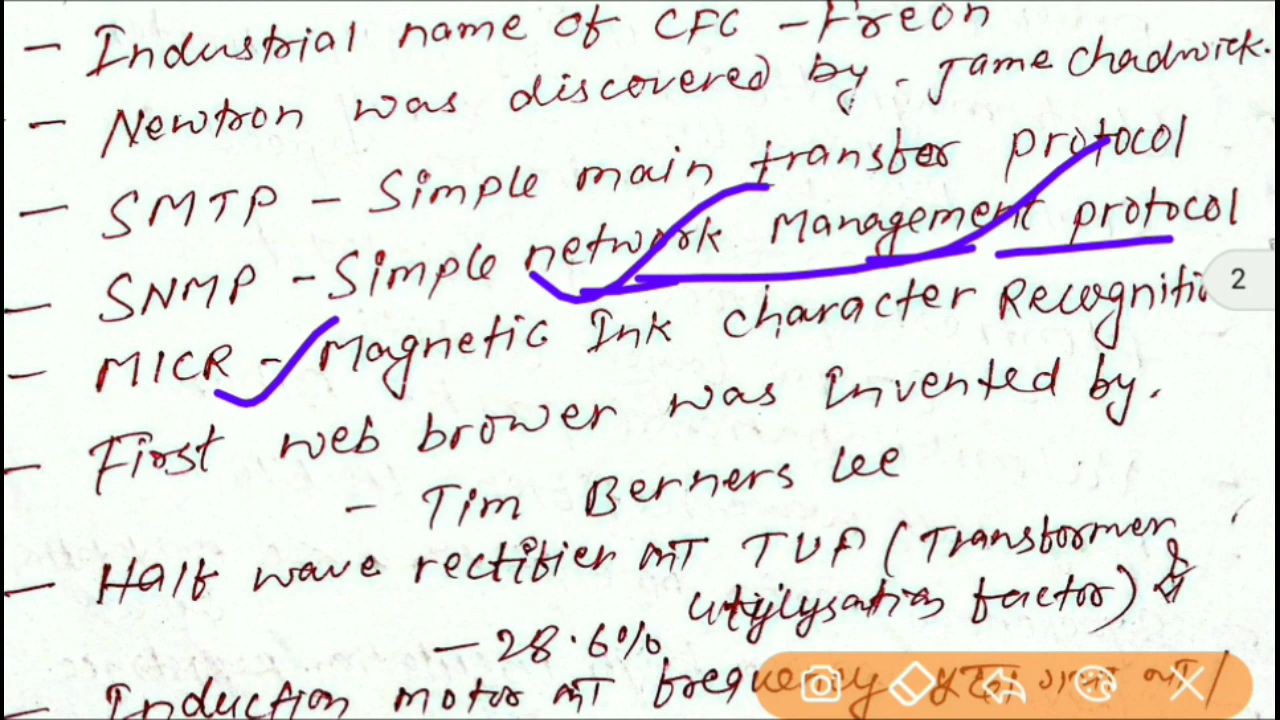 - Industrial name of CFC - Freon
- Newtron was discovered by - Jame Chadwick.
- SMTP - Simple main transfer protocol
- SNMP - Simple network Management protocol
2
- MICR - Magnetic Ink character Recogniti
- First web brower was Invented by.
- Tim Berners Lee
- Half wave rectifier मा TUF (Transformer
factor)
- 28.6%
- Induction motor मा frequency